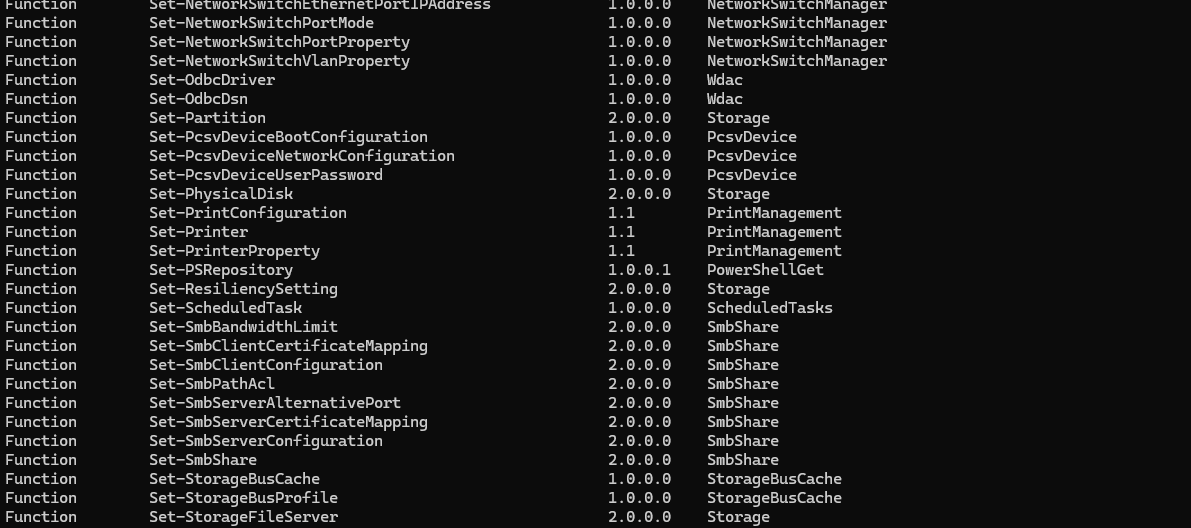 Function Set-NetworkSwitchEthernetPortIPAddress 1.0.0.0 NetworkSwitchManager
Function Set-NetworkSwitchPortMode 1.0.0.0 NetworkSwitchManager
Function Set-NetworkSwitchPortProperty 1.0.0.0 NetworkSwitchManager
Function Set-NetworkSwitchVlanProperty 1.0.0.0 NetworkSwitchManager
Function Set-OdbcDriver 1.0.0.0 Wdac
Function Set-OdbcDsn 1.0.0.0 Wdac
Function Set-Partition 2.0.0.0 Storage
Function Set-PcsvDeviceBootConfiguration 1.0.0.0 PcsvDevice
Function Set-PcsvDeviceNetworkConfiguration 1.0.0.0 PcsvDevice
Function Set-PcsvDeviceUserPassword 1.0.0.0 PcsvDevice
Function Set-PhysicalDisk 2.0.0.0 Storage
Function Set-PrintConfiguration 1.1 PrintManagement
Function Set-Printer 1.1 PrintManagement
Function Set-PrinterProperty 1.1 PrintManagement
Function Set-PSRepository 1.0.0.1 PowerShellGet
Function Set-ResiliencySetting 2.0.0.0 Storage
Function Set-ScheduledTask 1.0.0.0 ScheduledTasks
Function Set-SmbBandwidthLimit 2.0.0.0 SmbShare
Function Set-SmbClientCertificateMapping 2.0.0.0 SmbShare
Function Set-SmbClientConfiguration 2.0.0.0 SmbShare
Function Set-SmbPathAcl 2.0.0.0 SmbShare
Function Set-SmbServerAlternativePort 2.0.0.0 SmbShare
Function Set-SmbServerCertificateMapping 2.0.0.0 SmbShare
Function Set-SmbServerConfiguration 2.0.0.0 SmbShare
Function Set-SmbShare 2.0.0.0 SmbShare
Function Set-StorageBusCache 1.0.0.0 StorageBusCache
Function Set-StorageBusProfile 1.0.0.0 StorageBusCache
Function Set-StorageFileServer 2.0.0.0 Storage